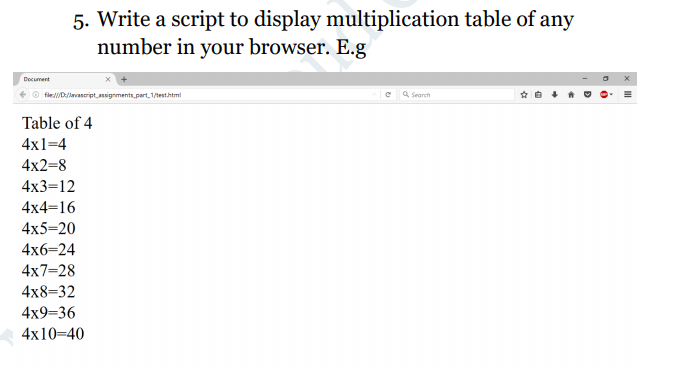 5. Write a script to display multiplication table of any
number in your browser. E.g
Document
file:///D:/Javascript_assignments_part_1/test.html
Search
Table of 4
4x1=4
4x2=8
4x3=12
4x4=16
4x5=20
4x6=24
4x7=28
4x8=32
4x9=36
4x10=40